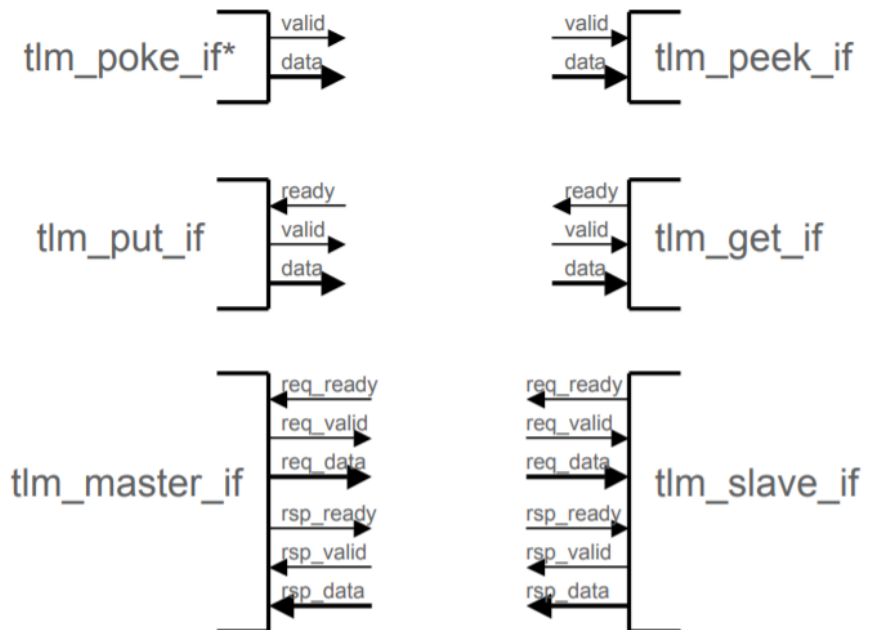 tlm_poke_if*
valid
data
valid
data
tlm_peek_if
tlm_put_if
ready
valid
data
ready
valid
data
tlm_get_if
tlm_master_if
req_ready
req_valid
req_data
rsp_ready
rsp_valid
rsp_data
req_ready
req_valid
req_data
rsp_ready
rsp_valid
rsp_data
tlm_slave_if